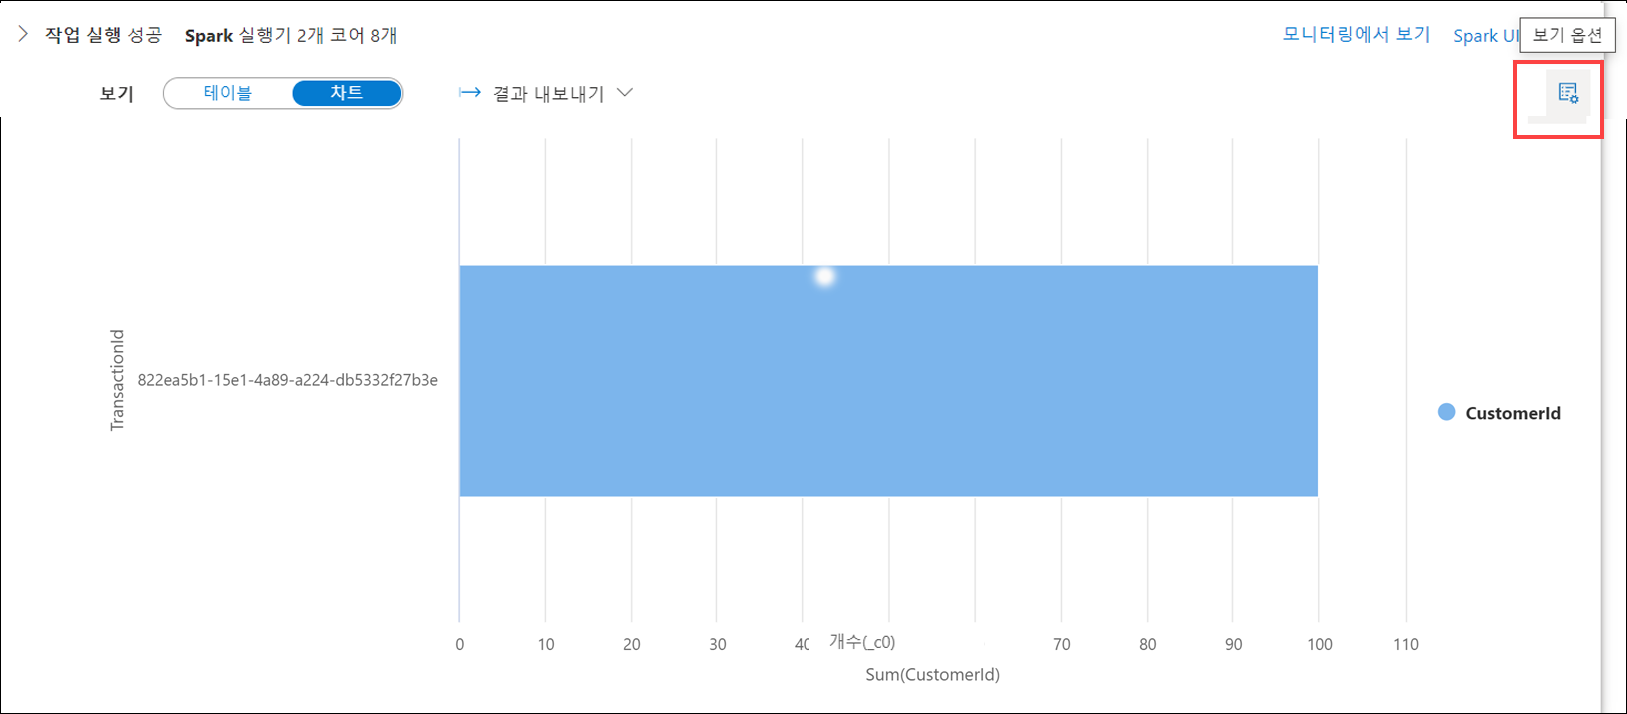 작업 실행 성공 Spark 실행기 2개 코어 8개 모니터링에서 보기 Spark UI 보기 옵션
보기 테이블 차트 결과 내보내기
TransactionId
822ea5b1-15e1-4a89-a224-db5332f27b3e
CustomerId
0 10 20 30 개수(_c0) 70 80 90 100 110
Sum(CustomerId)